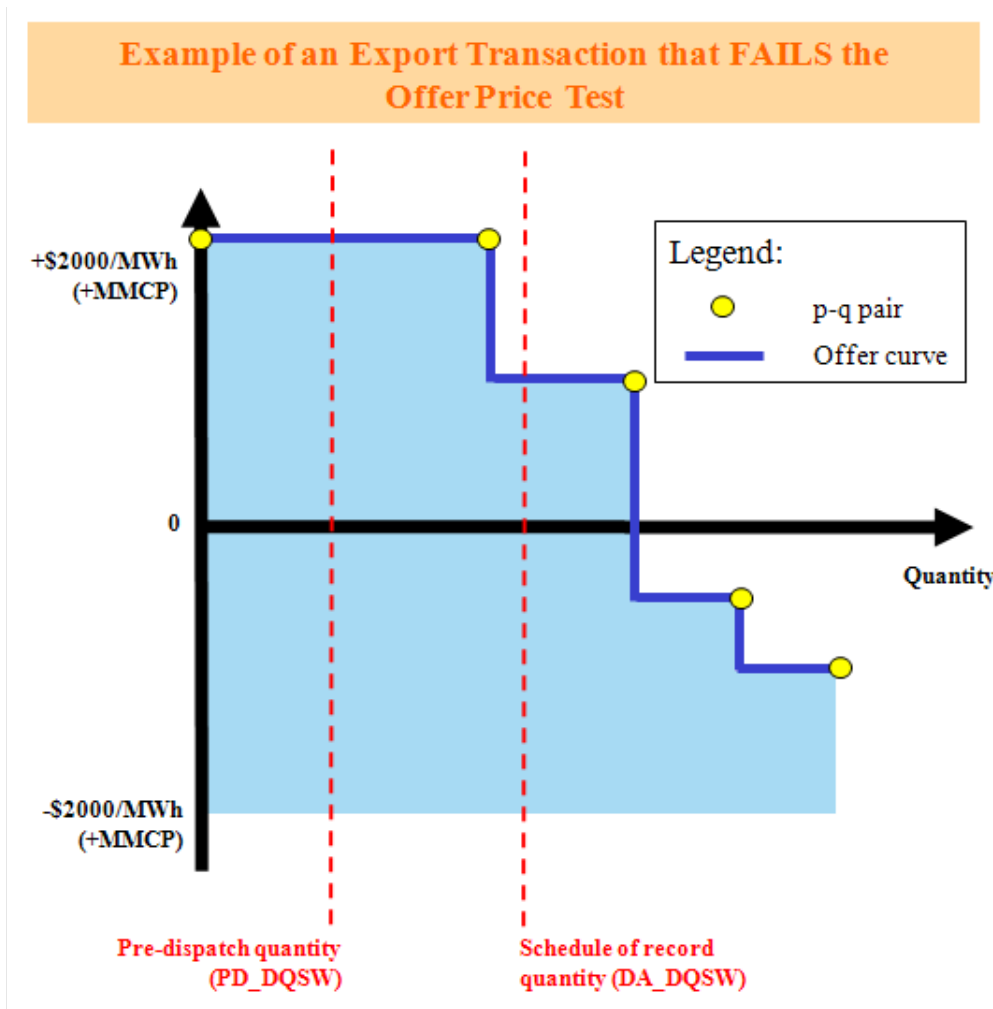 Example of an Export Transaction that FAILS the
Offer Price Test
+$2000/MWh
(+MMCP)
Legend:
p-q pair
Offer curve
0
Quantity
-$2000/MWh
(+MMCP)
Pre-dispatch quantity
(PD_DQSW)
Schedule of record
quantity (DA_DQSW)